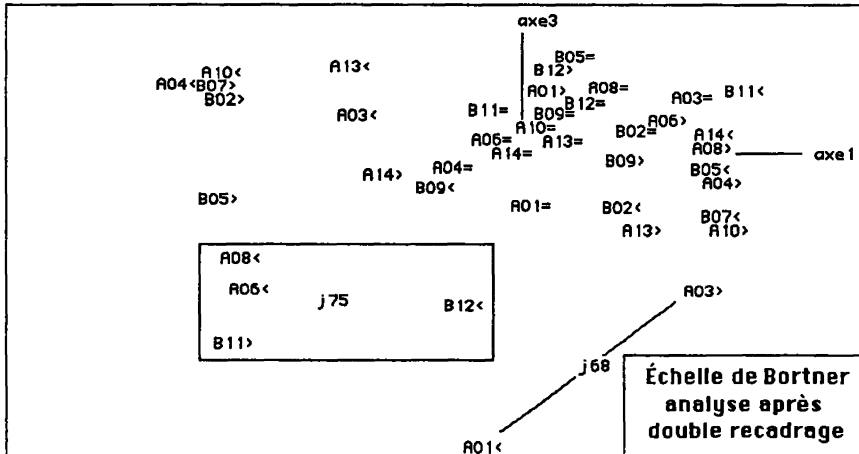 axe3
B05=
A10< A13< B12>
A04<B07> A01> A08= B11<
B02> B12= A03=
A03< B11= B09=
A10= B02= A06>
A06= A13= A14<
A14= A08> axe1
A14> A04= B09> B05<
B09< A04>
B05> A01= B02< B07<
A13> A10>
A08<
A06< j75 B12< A03>
B11> j68
Échelle de Bortner
analyse après
double recadrage
A01<